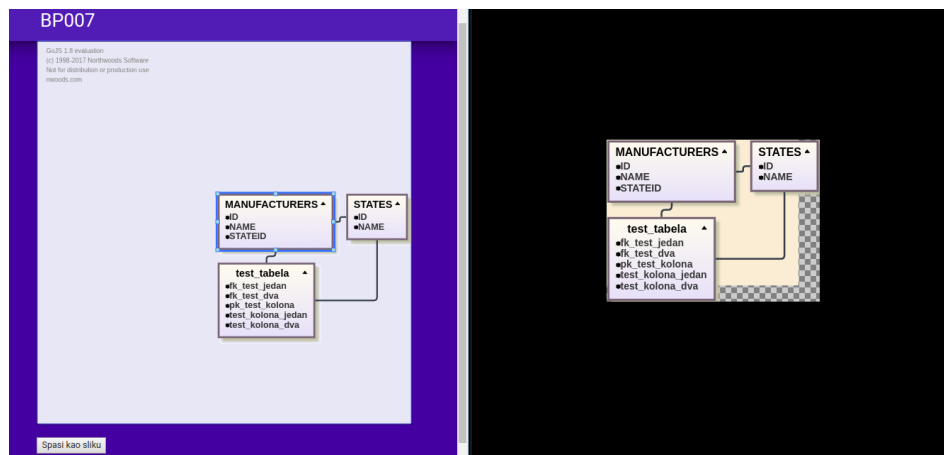 BP007
GoJS 1.8 evaluation
(c) 1998-2017 Northwoods Software
Not for distribution or production use
nwoods.com
MANUFACTURERS
ID
NAME
STATEID
STATES
ID
NAME
test_tabela
fk_test_jedan
fk_test_dva
pk_test_kolona
test_kolona_jedan
test_kolona_dva
Spasi kao sliku
MANUFACTURERS
ID
NAME
STATEID
STATES
ID
NAME
test_tabela
fk_test_jedan
fk_test_dva
pk_test_kolona
test_kolona_jedan
test_kolona_dva